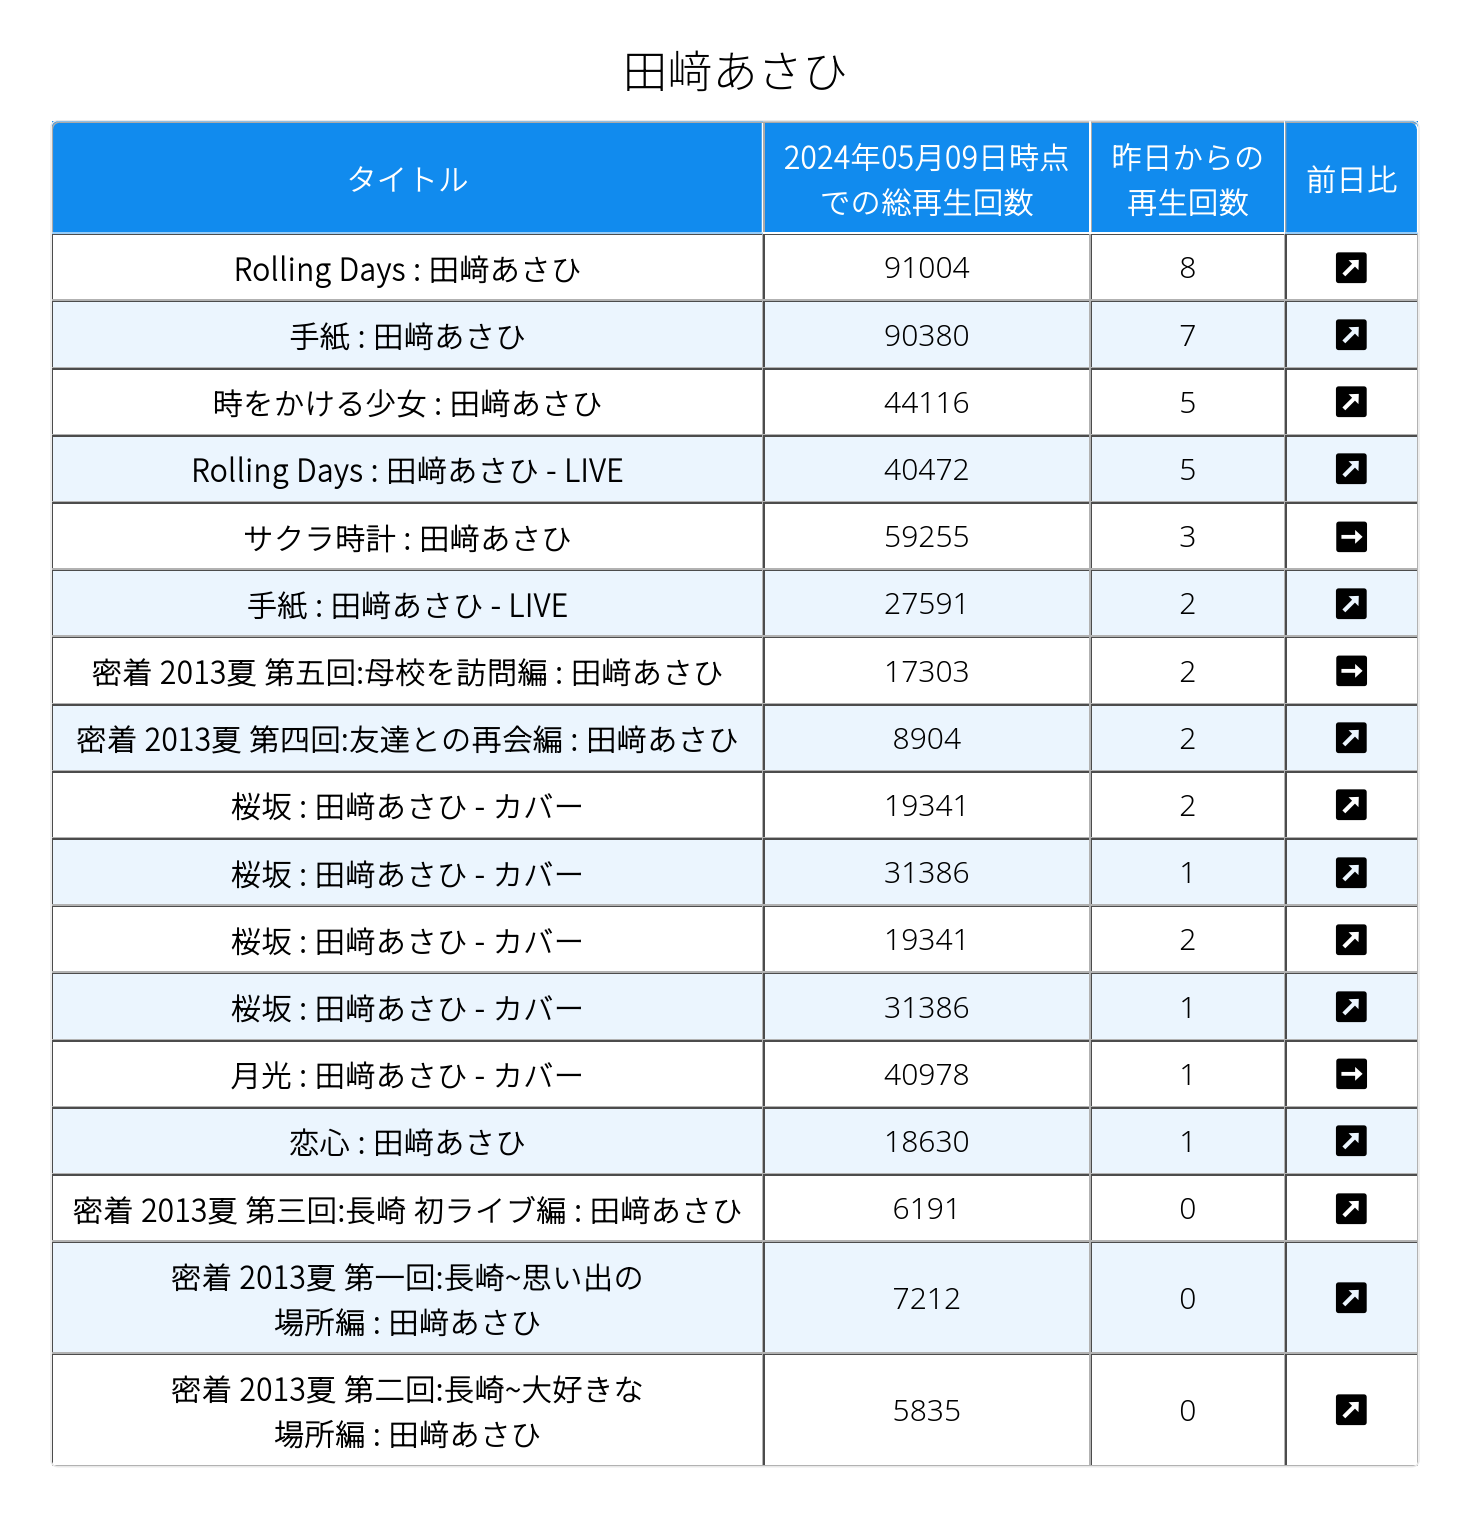 田﨑あさひ
タイトル
2024年05月09日時点
での総再生回数
昨日からの
再生回数
前日比
Rolling Days : 田﨑あさひ 91004 8
手紙 : 田﨑あさひ 90380 7
時をかける少女 : 田﨑あさひ 44116 5
Rolling Days : 田﨑あさひ - LIVE 40472 5
サクラ時計 : 田﨑あさひ 59255 3
手紙 : 田﨑あさひ - LIVE 27591 2
密着 2013夏 第五回:母校を訪問編 : 田﨑あさひ 17303 2
密着 2013夏 第四回:友達との再会編 : 田﨑あさひ 8904 2
桜坂 : 田﨑あさひ - カバー 19341 2
桜坂 : 田﨑あさひ - カバー 31386 1
桜坂 : 田﨑あさひ - カバー 19341 2
桜坂 : 田﨑あさひ - カバー 31386 1
月光 : 田﨑あさひ - カバー 40978 1
恋心 : 田﨑あさひ 18630 1
密着 2013夏 第三回:長崎 初ライブ編 : 田﨑あさひ 6191 0
密着 2013夏 第一回:長崎~思い出の
場所編 : 田﨑あさひ 7212 0
密着 2013夏 第二回:長崎~大好きな
場所編 : 田﨑あさひ 5835 0